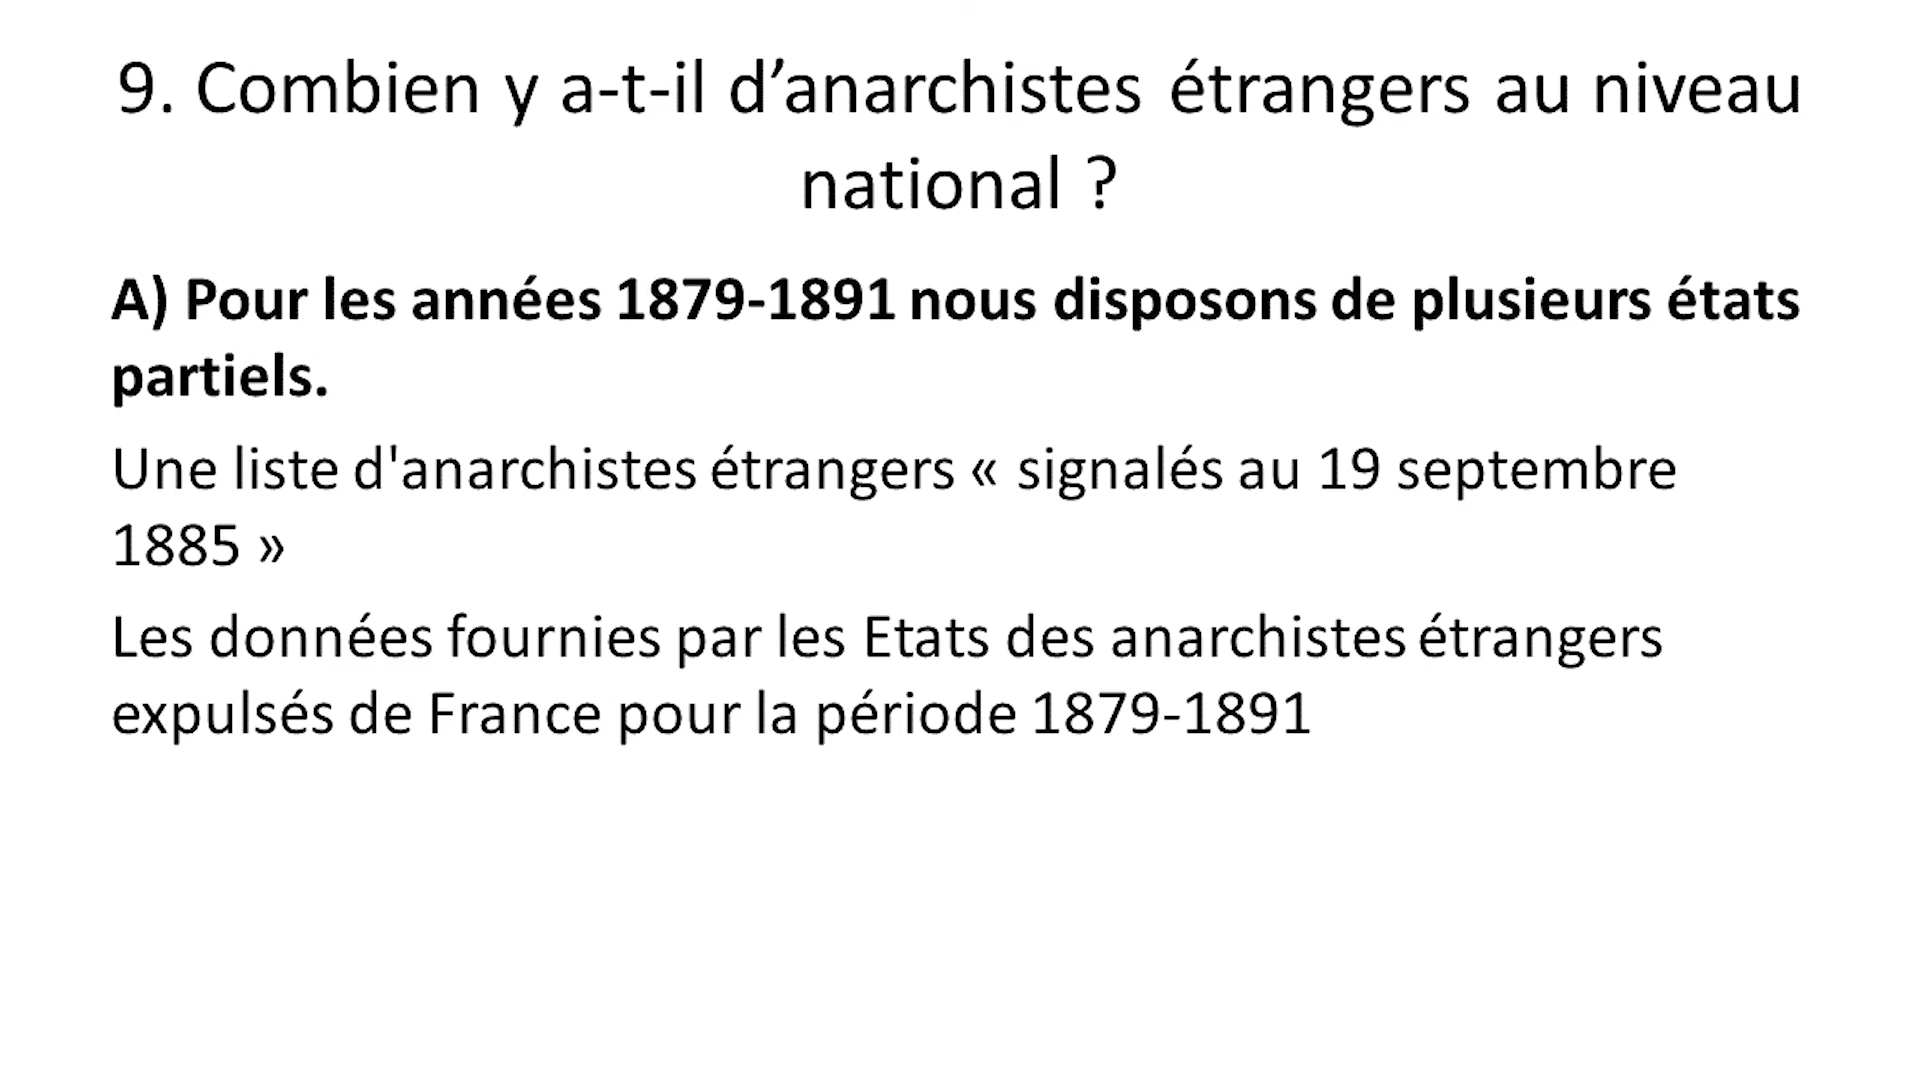 9. Combien y a-t-il d’anarchistes étrangers au niveau
national ?
A) Pour les années 1879-1891 nous disposons de plusieurs états
partiels.
Une liste d'anarchistes étrangers « signalés au 19 septembre
1885 »
Les données fournies par les Etats des anarchistes étrangers
expulsés de France pour la période 1879-1891